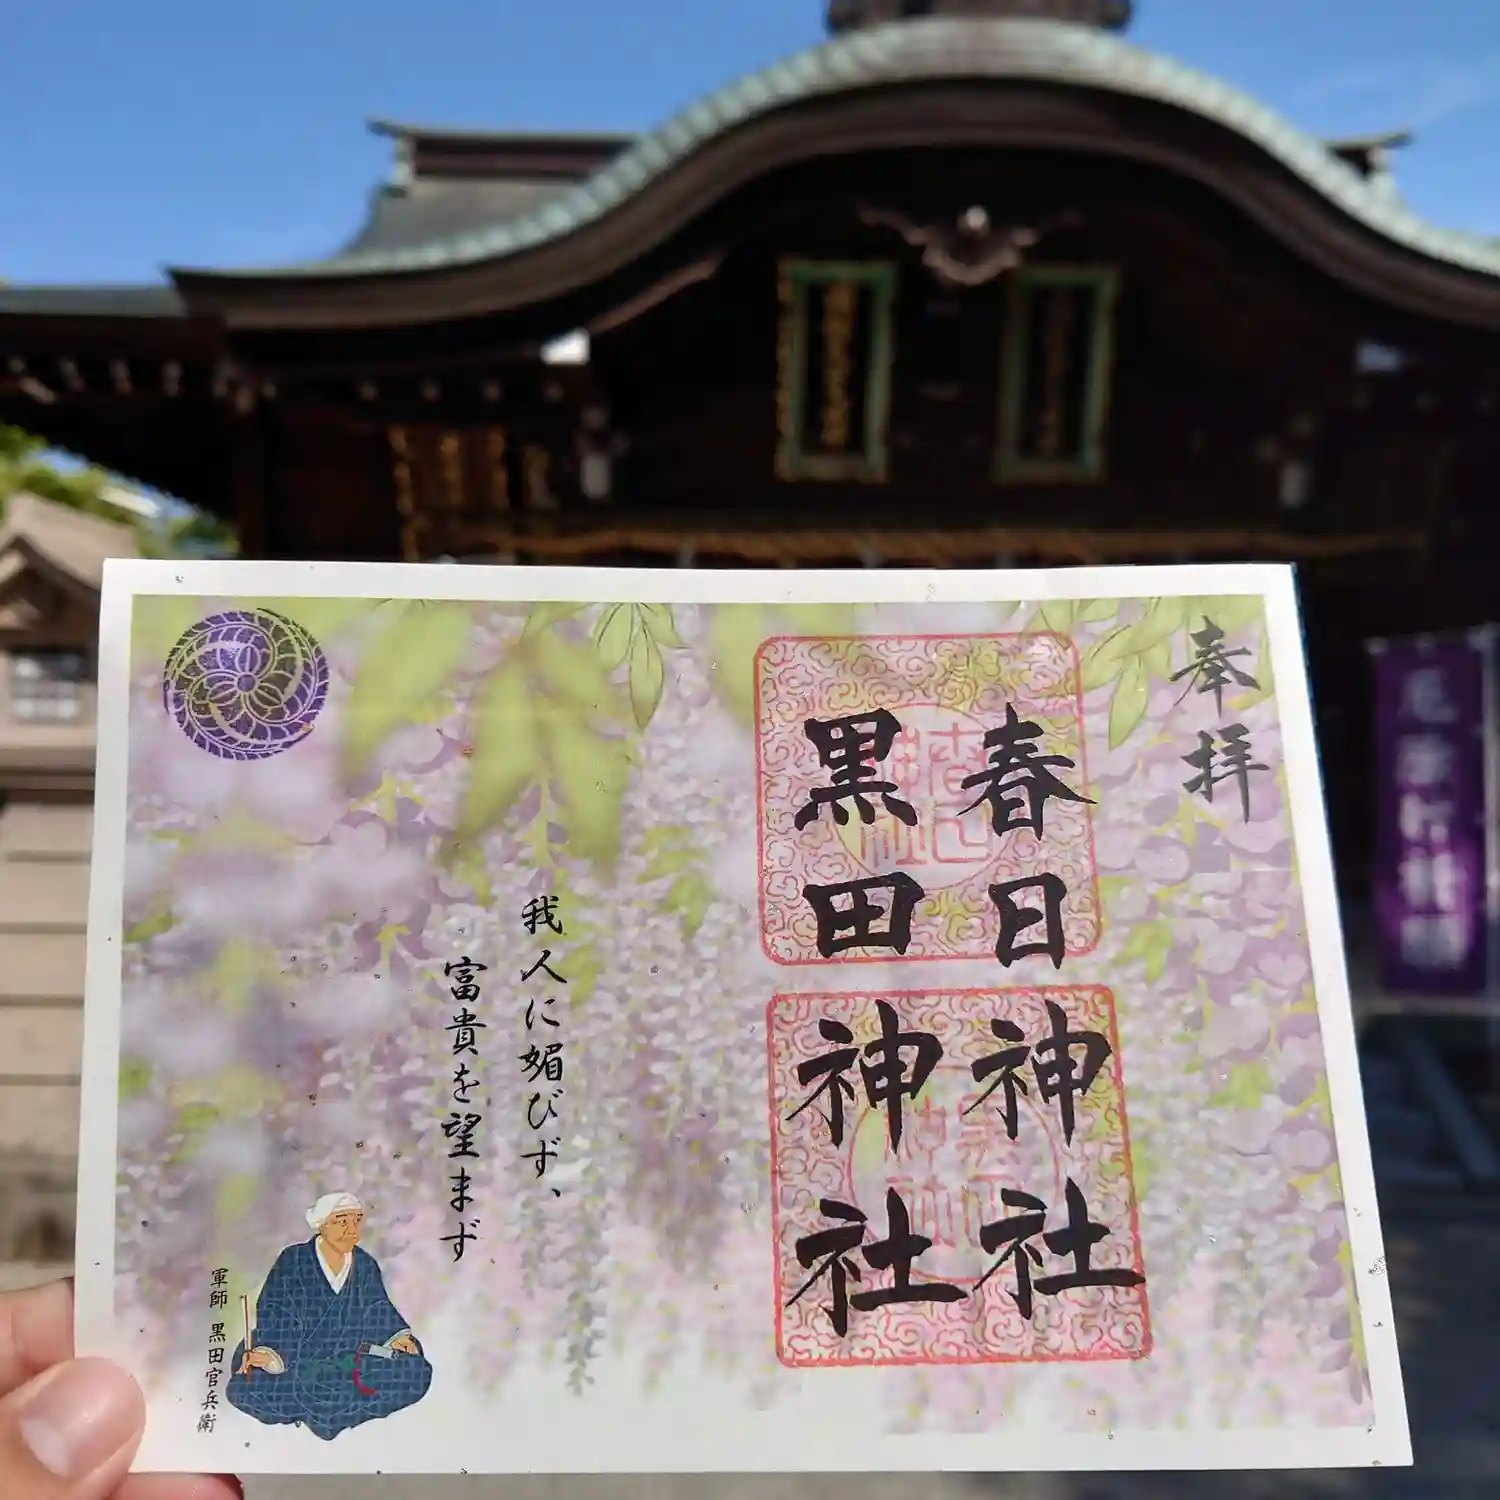 奉拝
春日神社
黒田神社
我人に媚びず、
富貴を望まず
軍師 黒田官兵衛